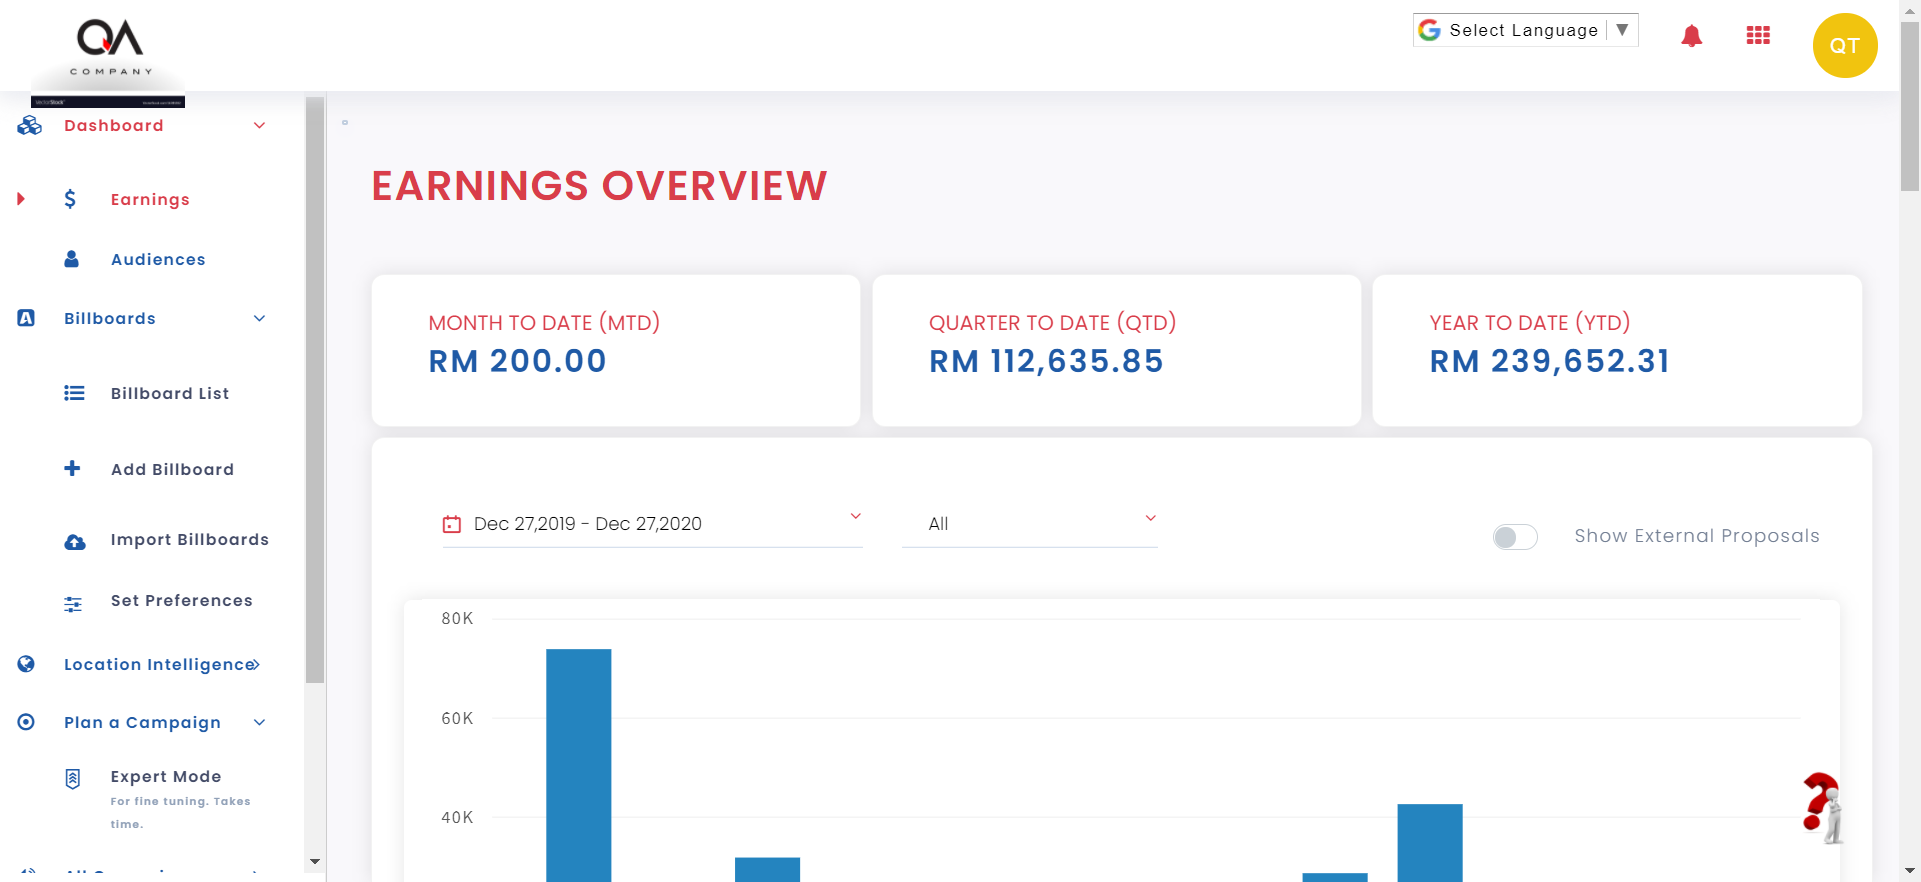 QA
COMPANY
VectorStock
Select Language ▼
QT
Dashboard
Earnings
Audiences
Billboards
Billboard List
Add Billboard
Import Billboards
Set Preferences
Location Intelligence
Plan a Campaign
Expert Mode
For fine tuning. Takes
time.
EARNINGS OVERVIEW
MONTH TO DATE (MTD)
RM 200.00
QUARTER TO DATE (QTD)
RM 112,635.85
YEAR TO DATE (YTD)
RM 239,652.31
Dec 27,2019 - Dec 27,2020
All
Show External Proposals
80K
60K
40K
?